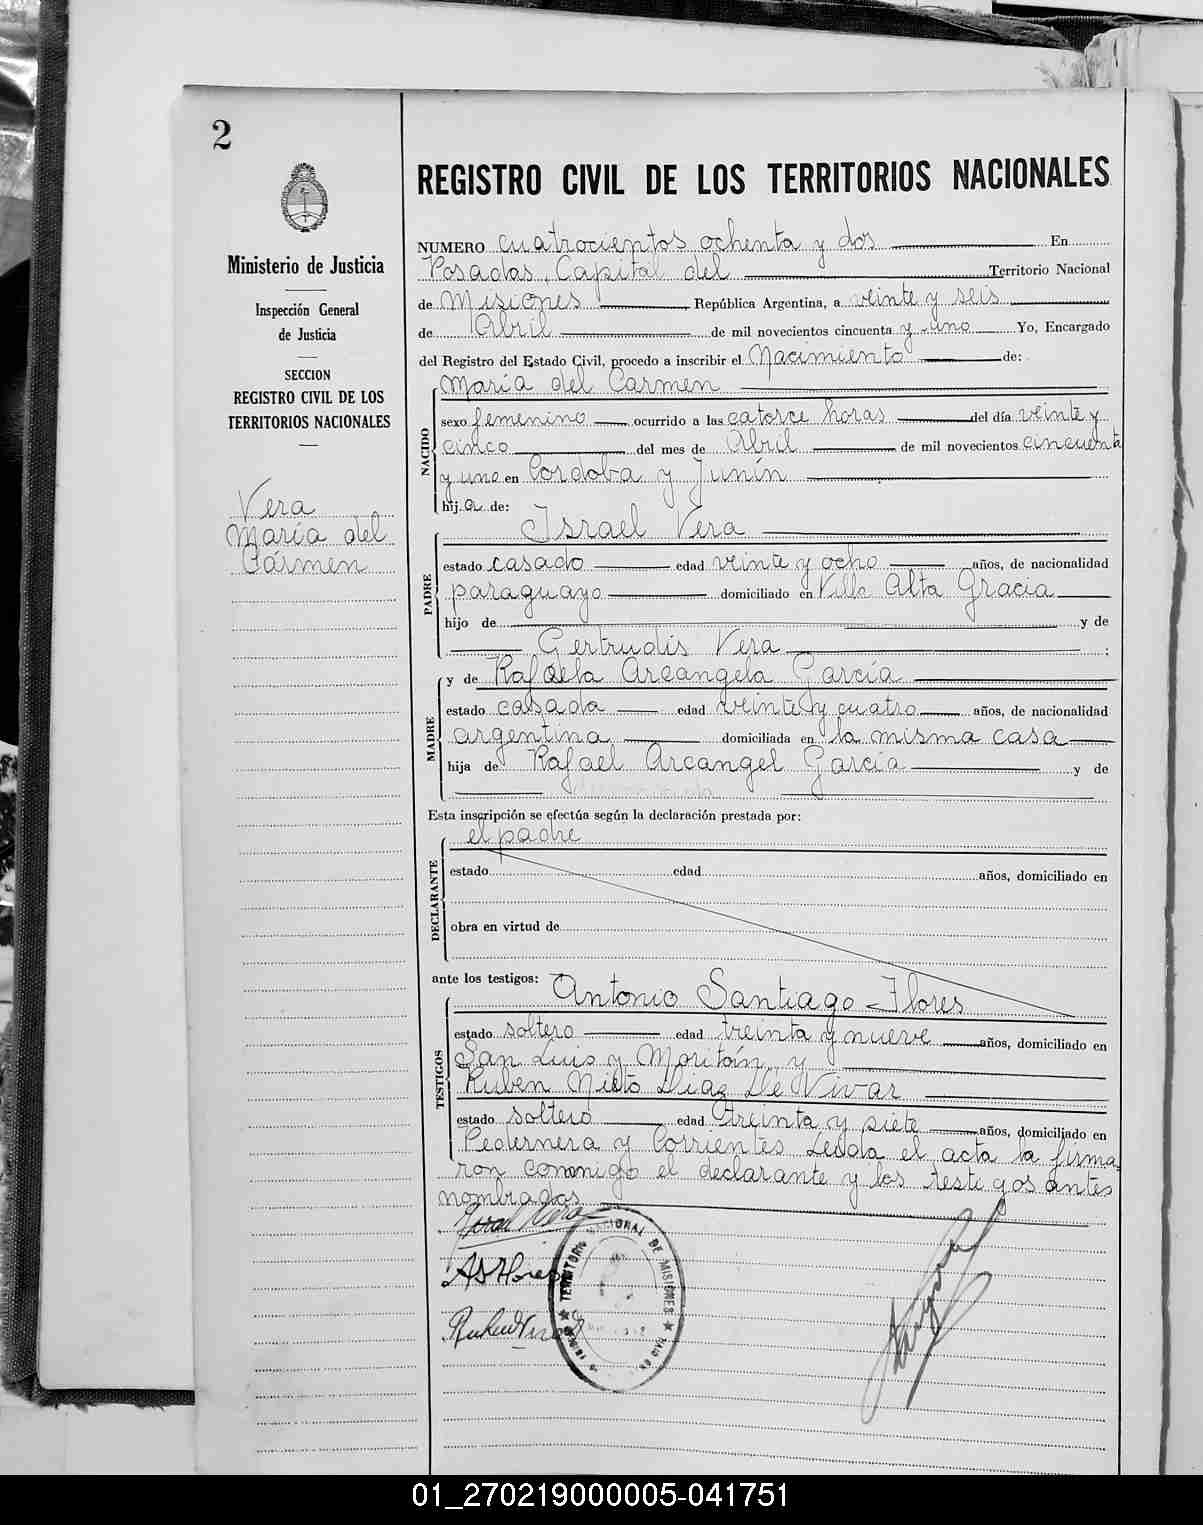 2
REGISTRO CIVIL DE LOS TERRITORIOS NACIONALES
Ministerio de Justicia
Inspección General
de Justicia
SECCION
REGISTRO CIVIL DE LOS
TERRITORIOS NACIONALES
Vera
María del
Cármen
NUMERO cuatrocientos ochenta y dos En
Posadas, Capital del Territorio Nacional
de Misiones, República Argentina, a veinte y seis
de Abril de mil novecientos cincuenta y uno Yo, Encargado
del Registro del Estado Civil, procedo a inscribir el Nacimiento de:
NACIDO
María del Carmen
sexo femenino ocurrido a las catorce horas del día veinte y
cinco del mes de Abril de mil novecientos cincuenta
y uno en Cordoba y Junín
hij a de:
PADRE
Israel Vera
estado casado edad veinte y ocho años, de nacionalidad
paraguayo domiciliado en Villa Alta Gracia
hijo de y de
Gertrudis Vera ;
MADRE
y de Rafaela Arcangela García
estado casada edad veinte y cuatro años, de nacionalidad
argentina domiciliada en la misma casa
hija de Rafael Arcangel García y de
Esta inscripción se efectúa según la declaración prestada por:
DECLARANTE
el padre
estado edad años, domiciliado en
obra en virtud de
ante los testigos:
TESTIGOS
Antonio Santiago Flores
estado soltero edad treinta y nueve años, domiciliado en
San Luis y Moritán y
Ruben Nieto Diaz De Vivar
estado soltero edad treinta y siete años, domiciliado en
Pedernera y Corrientes Leida el acta la firma
ron conmigo el declarante y los testigos antes
nombrados
Vera
ASFlores
TERRITORIO NACIONAL DE MISIONES
01_270219000005-041751